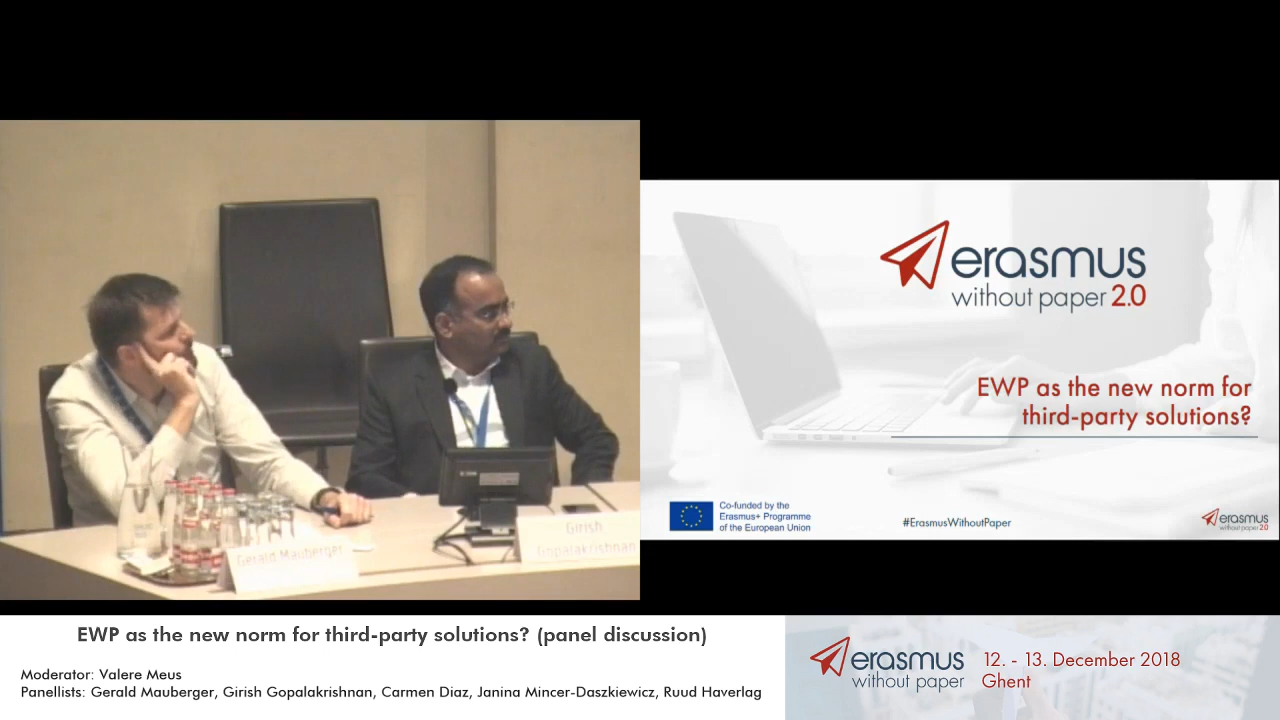 Gerald Mauberger
Girish
Gopalakrishnan
erasmus
without paper 2.0
EWP as the new norm for
third-party solutions?
Co-funded by the
Erasmus+ Programme
of the European Union
#ErasmusWithoutPaper
erasmus
without paper 2.0
EWP as the new norm for third-party solutions? (panel discussion)
Moderator: Valere Meus
Panellists: Gerald Mauberger, Girish Gopalakrishnan, Carmen Diaz, Janina Mincer-Daszkiewicz, Ruud Haverlag
erasmus
without paper
12. - 13. December 2018
Ghent